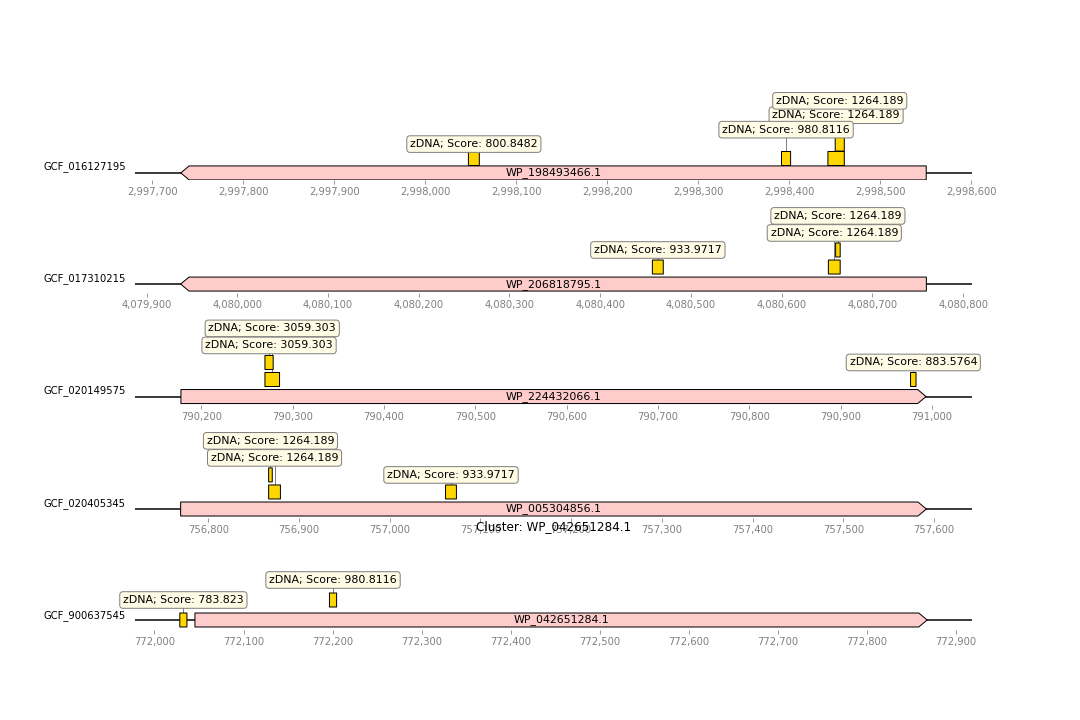 zDNA; Score: 1264.189
zDNA; Score: 1264.189
zDNA; Score: 980.8116
zDNA; Score: 800.8482
GCF_016127195
WP_198493466.1
2,997,700 2,997,800 2,997,900 2,998,000 2,998,100 2,998,200 2,998,300 2,998,400 2,998,500 2,998,600
zDNA; Score: 1264.189
zDNA; Score: 1264.189
zDNA; Score: 933.9717
GCF_017310215
WP_206818795.1
4,079,900 4,080,000 4,080,100 4,080,200 4,080,300 4,080,400 4,080,500 4,080,600 4,080,700 4,080,800
zDNA; Score: 3059.303
zDNA; Score: 3059.303
zDNA; Score: 883.5764
GCF_020149575
WP_224432066.1
790,200 790,300 790,400 790,500 790,600 790,700 790,800 790,900 791,000
zDNA; Score: 1264.189
zDNA; Score: 1264.189
zDNA; Score: 933.9717
GCF_020405345
WP_005304856.1
756,800 756,900 757,000 757,100 757,200 757,300 757,400 757,500 757,600
Cluster: WP_042651284.1
zDNA; Score: 980.8116
zDNA; Score: 783.823
GCF_900637545
WP_042651284.1
772,000 772,100 772,200 772,300 772,400 772,500 772,600 772,700 772,800 772,900